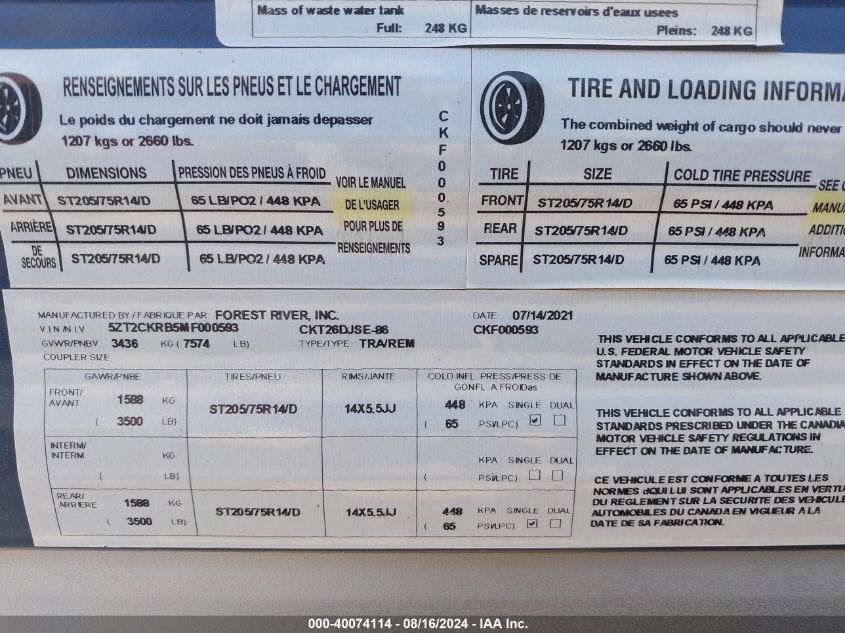 Mass of waste water tank
Full: 248 KG
Masses de reservoirs d'eaux usees
Pleins: 248 KG
RENSEIGNEMENTS SUR LES PNEUS ET LE CHARGEMENT
Le poids du chargement ne doit jamais depasser
1207 kgs or 2660 lbs.
PNEU DIMENSIONS PRESSION DES PNEUS À FROID
AVANT ST205/75R14/D 65 LB/PO2 / 448 KPA
ARRIÈRE ST205/75R14/D 65 LB/PO2 / 448 KPA
DE SECOURS ST205/75R14/D 65 LB/PO2 / 448 KPA
VOIR LE MANUEL
DE L'USAGER
POUR PLUS DE
RENSEIGNEMENTS
CKF000593
TIRE AND LOADING INFORMA
The combined weight of cargo should never
1207 kgs or 2660 lbs.
TIRE SIZE COLD TIRE PRESSURE
FRONT ST205/75R14/D 65 PSI / 448 KPA
REAR ST205/75R14/D 65 PSI / 448 KPA
SPARE ST205/75R14/D 65 PSI / 448 KPA
SEE
MANUA
ADDITIO
INFORMA
MANUFACTURED BY / FABRIQUE PAR FOREST RIVER, INC. DATE 07/14/2021
V.I.N./N.I.V. 5ZT2CKRB5MF000593 CKT26DJSE-86 CKF000593
GVWR/PNBV 3436 KG ( 7574 LB) TYPE/TYPE TRA/REM
COUPLER SIZE
GAWR/PNBE TIRES/PNEU RIMS/JANTE COLD INFL. PRESS/PRESS DE
GONFL. A FROIDas
FRONT/
AVANT 1588 KG ST205/75R14/D 14X5.5JJ 448 KPA SINGLE DUAL
( 3500 LB) ( 65 PSI/LPC)
INTERM/
INTERM KG KPA SINGLE DUAL
( LB) ( PSI/LPC)
REAR/
ARRIERE 1588 KG ST205/75R14/D 14X5.5JJ 448 KPA SINGLE DUAL
( 3500 LB) ( 65 PSI/LPC)
THIS VEHICLE CONFORMS TO ALL APPLICABLE
U.S. FEDERAL MOTOR VEHICLE SAFETY
STANDARDS IN EFFECT ON THE DATE OF
MANUFACTURE SHOWN ABOVE.
THIS VEHICLE CONFORMS TO ALL APPLICABLE
STANDARDS PRESCRIBED UNDER THE CANADIA
MOTOR VEHICLE SAFETY REGULATIONS IN
EFFECT ON THE DATE OF MANUFACTURE.
CE VEHICULE EST CONFORME A TOUTES LES
NORMES dQUI LUI SONT APPLICABLES EN VERTU
DU REGLEMENT SUR LA SECURITE DES VEHICULE
AUTOMOBILES DU CANADA EN VIGUEUR A LA
DATE DE SA FABRICATION.
000-40074114 - 08/16/2024 - IAA Inc.